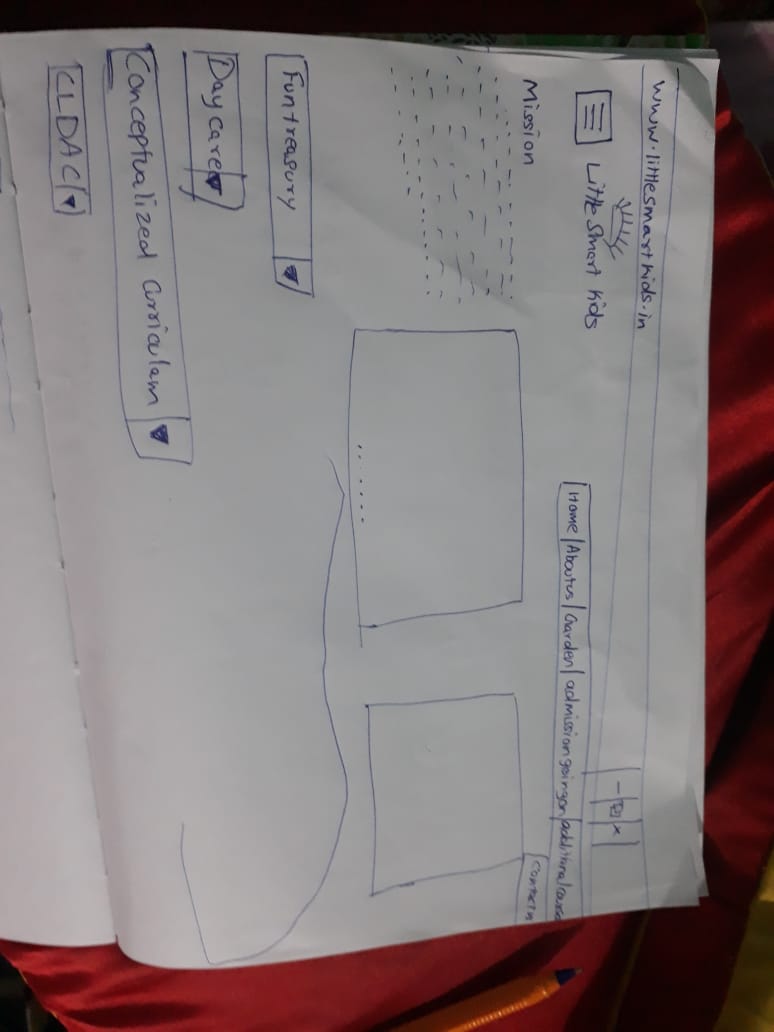 www.littlesmartkids.in
Little Smart Kids
Home | Aboutus | Garden | admission goingon | additional course
Contact
Mission
Funtreasury
Day care
Conceptualized Curriculam
CLDAC